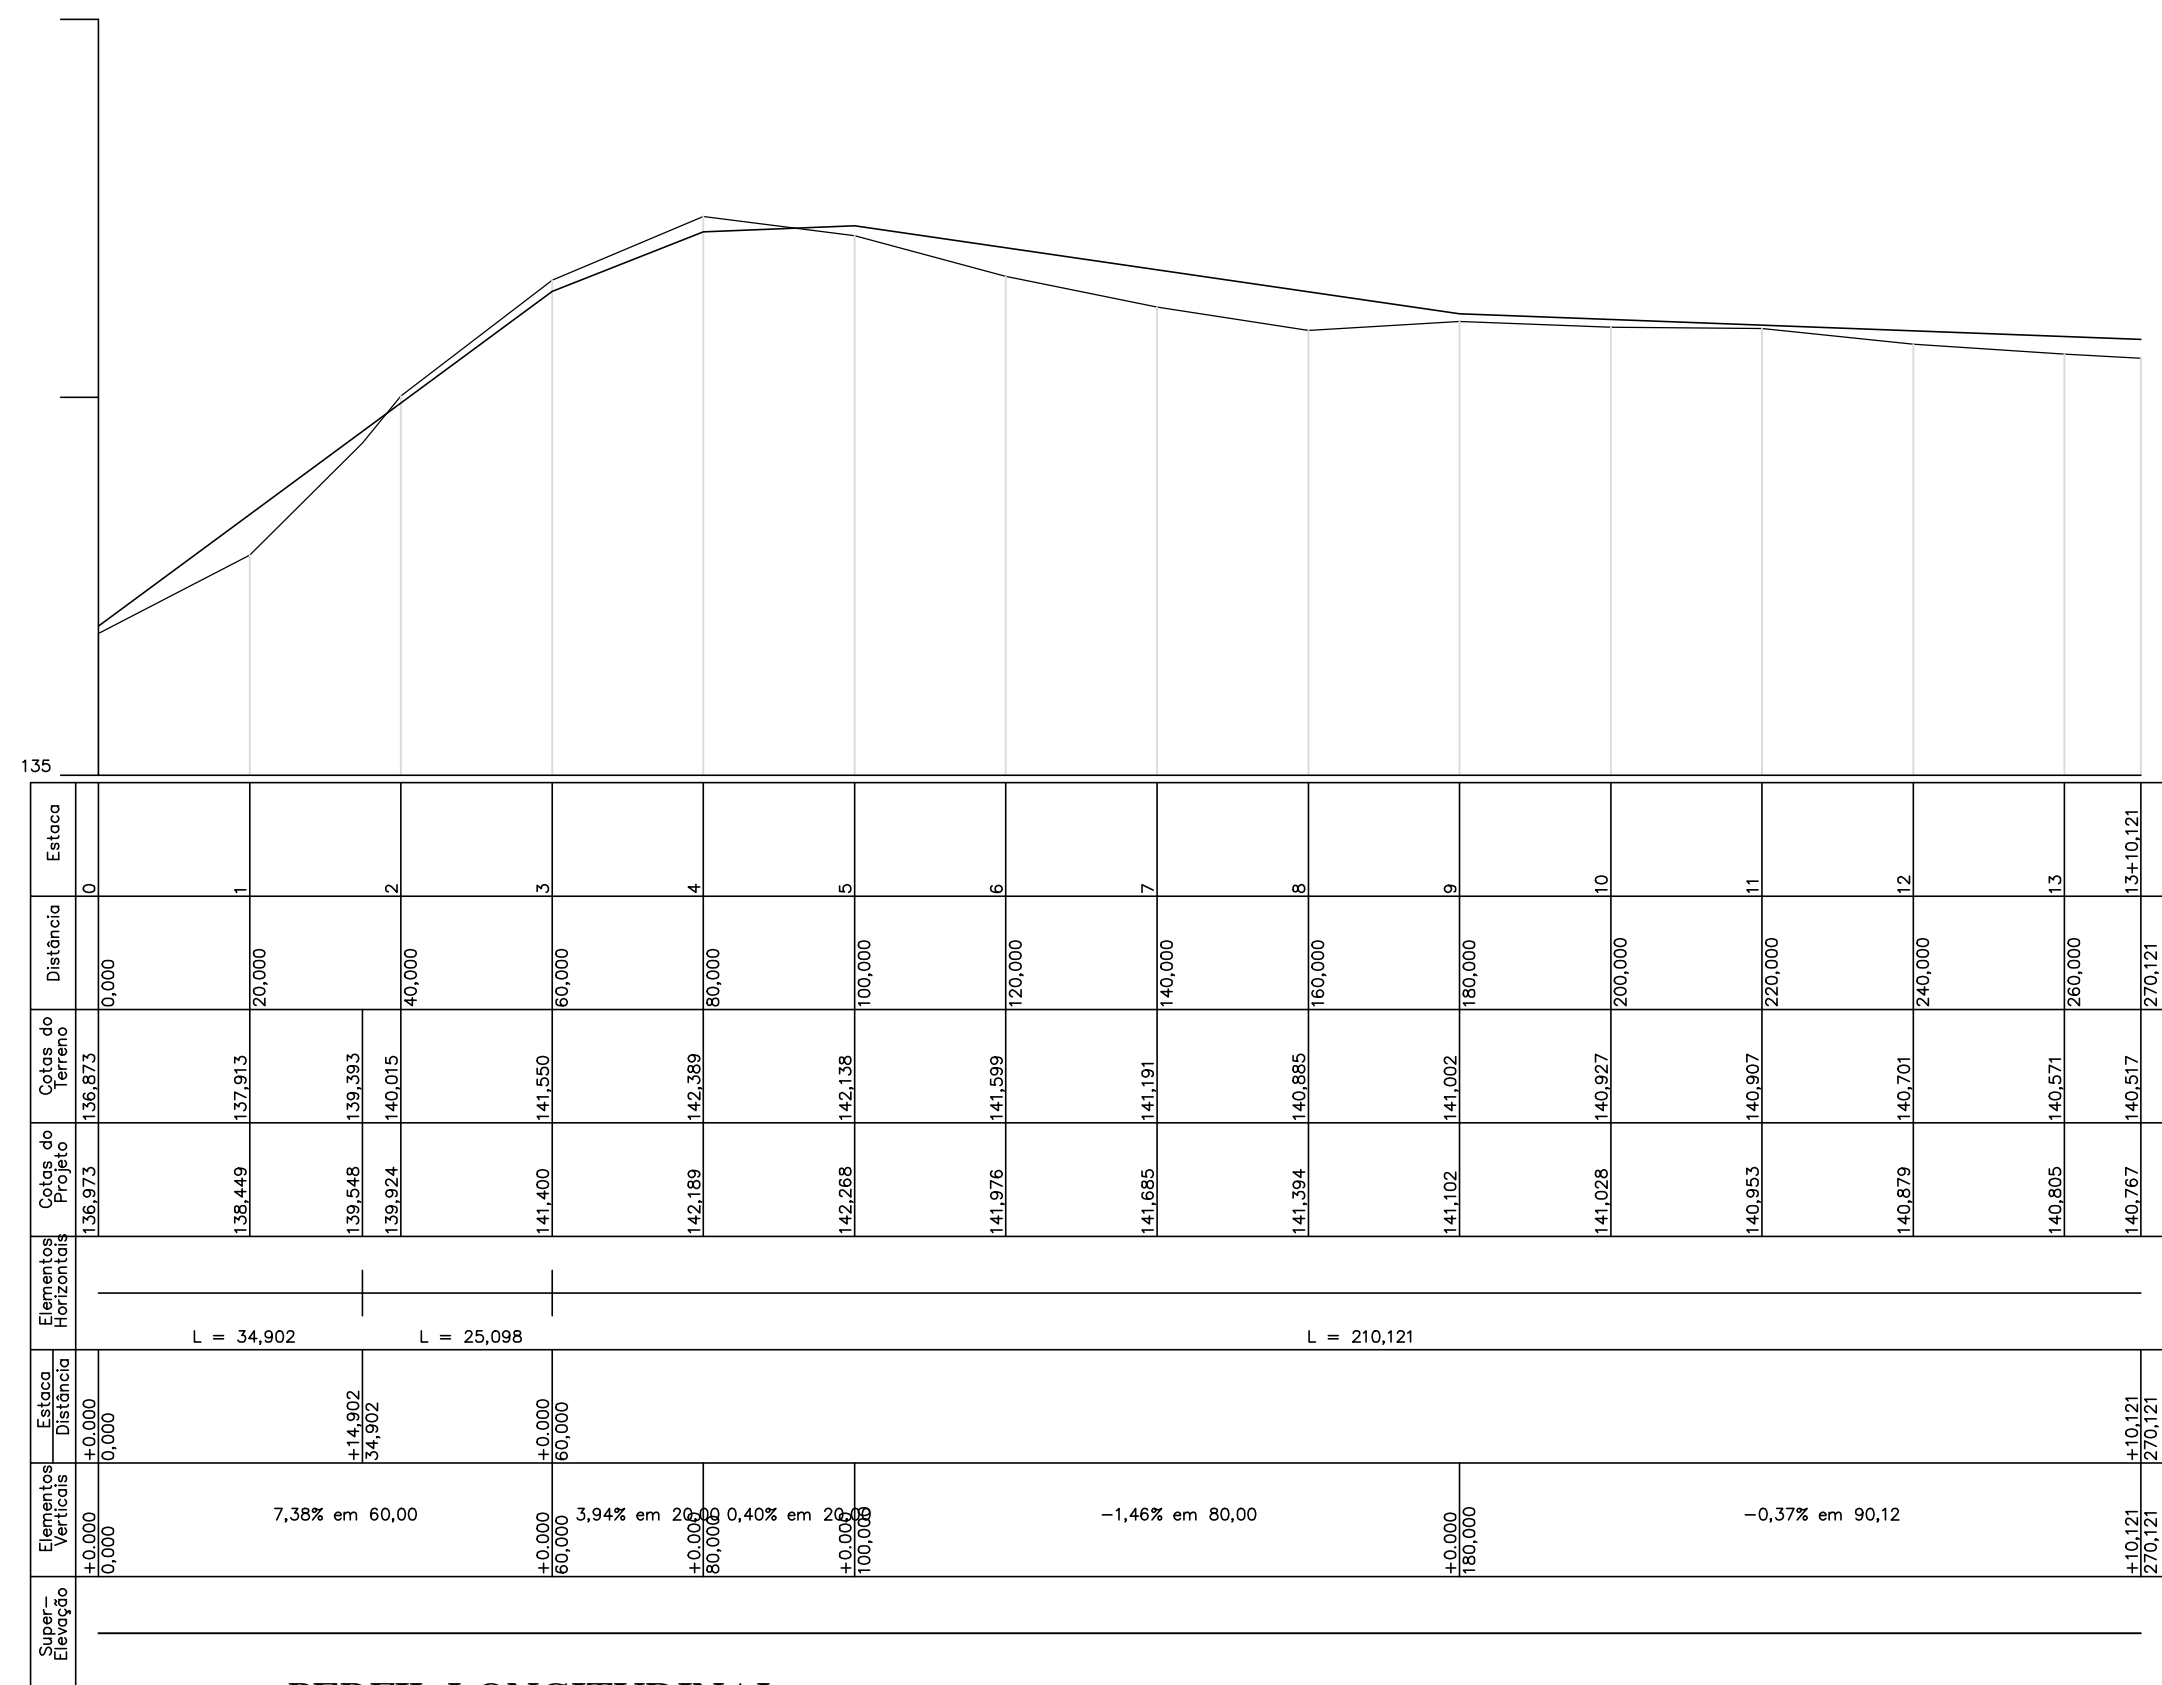 135
Estaca
0 1 2 3 4 5 6 7 8 9 10 11 12 13 13+10,121
Distância
0,000 20,000 40,000 60,000 80,000 100,000 120,000 140,000 160,000 180,000 200,000 220,000 240,000 260,000 270,121
Cotas do
Terreno
136,873 137,913 139,393 140,015 141,550 142,389 142,138 141,599 141,191 140,885 141,002 140,927 140,907 140,701 140,571 140,517
Cotas do
Projeto
136,973 138,449 139,548 139,924 141,400 142,189 142,268 141,976 141,685 141,394 141,102 141,028 140,953 140,879 140,805 140,767
Elementos
Horizontais
L = 34,902 L = 25,098 L = 210,121
Estaca
Distância
+0.000 +14,902 +0.000 +10,121
0,000 34,902 60,000 270,121
Elementos
Verticais
7,38% em 60,00 3,94% em 20,00 0,40% em 20,00 −1,46% em 80,00 −0,37% em 90,12
+0.000 +0.000 +0.000 +0.000 +0.000 +10,121
0,000 60,000 80,000 100,000 180,000 270,121
Super−
Elevação
PERFIL LONGITUDINAL